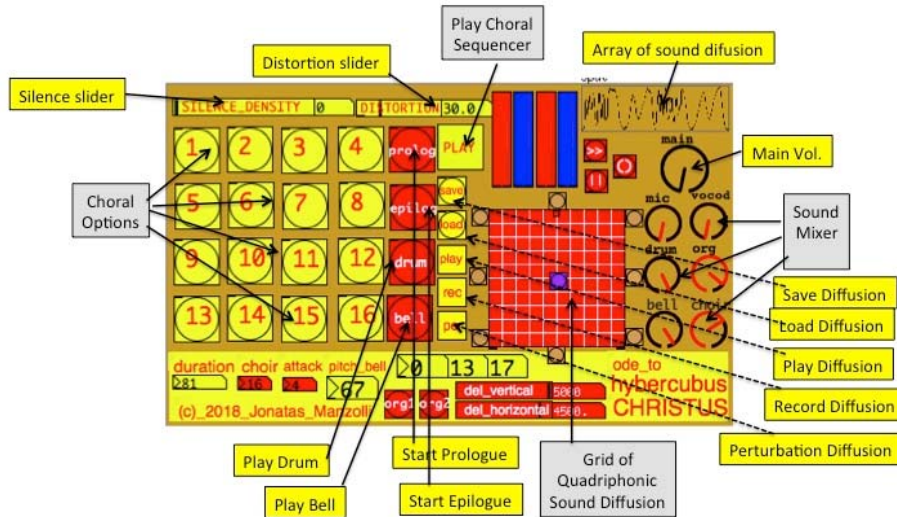 Play Choral
Sequencer
Array of sound difusion
Distortion slider
Silence slider
SILENCE_DENSITY 0 DISTORTION 30.0
main
Main Vol.
1 2 3 4 prolog PLAY
>>
mic vocod
save
Choral
Options
5 6 7 8 epilog
load
Sound
Mixer
drum org
9 10 11 12 drum play
Save Diffusion
rec
bell choir
Load Diffusion
13 14 15 16 bell
Play Diffusion
duration choir attack pitch_bell >0 13 17 ode_to
>81 >16 >4 >67 del_vertical 5000 hybercubus
Record Diffusion
(c)_2018_Jonatas_Manzolli org1 org2 del_horizontal 4500. CHRISTUS
Perturbation Diffusion
Play Drum
Start Prologue
Grid of
Quadriphonic
Sound Diffusion
Play Bell
Start Epilogue